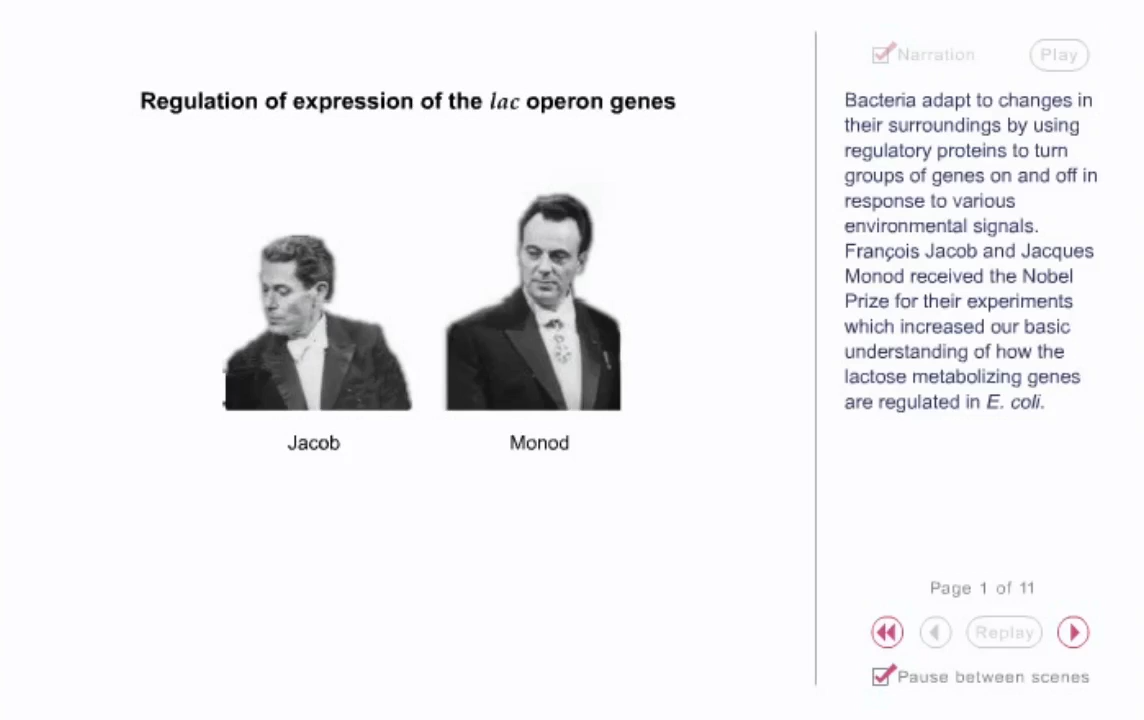 Regulation of expression of the lac operon genes
Jacob
Monod
Narration
Play
Bacteria adapt to changes in
their surroundings by using
regulatory proteins to turn
groups of genes on and off in
response to various
environmental signals.
François Jacob and Jacques
Monod received the Nobel
Prize for their experiments
which increased our basic
understanding of how the
lactose metabolizing genes
are regulated in E. coli.
Page 1 of 11
Replay
Pause between scenes